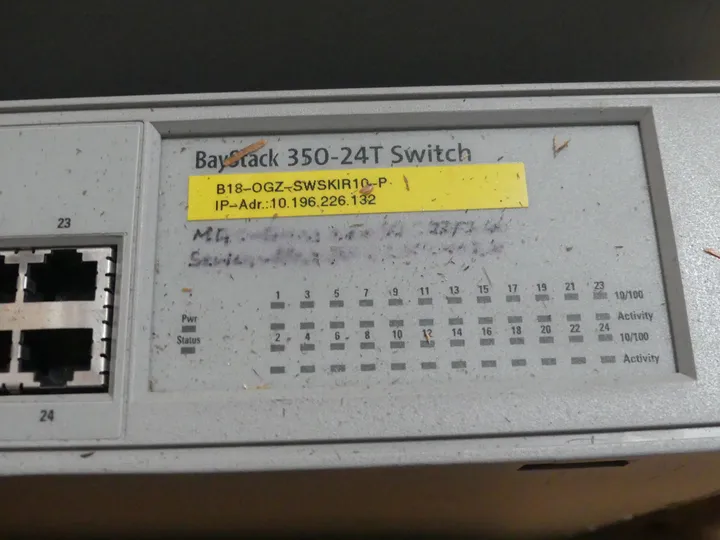 BayStack 350-24T Switch
B18-OGZ-SWSKIR10-P
IP-Adr.:10.196.226.132
23
1 3 5 7 9 11 13 15 17 19 21 23 10/100
Pwr
Activity
Status
2 4 6 8 10 12 14 16 18 20 22 24 10/100
Activity
24